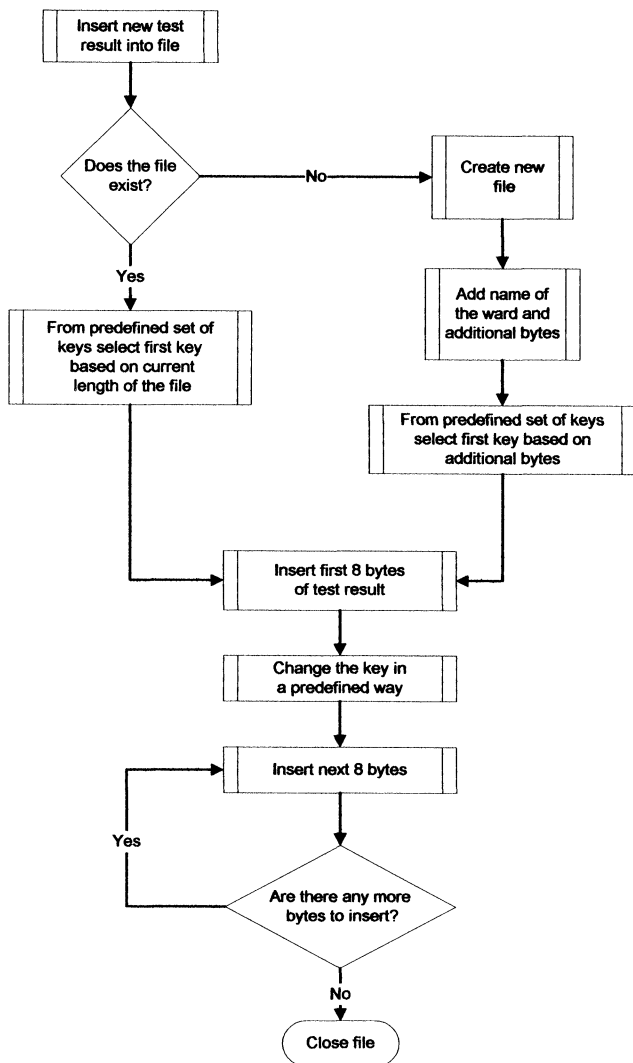 Insert new test
result into file
Does the file
exist?
No
Create new
file
Yes
Add name of
the ward and
additional bytes
From predefined set of
keys select first key
based on current
length of the file
From predefined set of keys
select first key based on
additional bytes
Insert first 8 bytes
of test result
Change the key in
a predefined way
Insert next 8 bytes
Yes
Are there any more
bytes to insert?
No
Close file